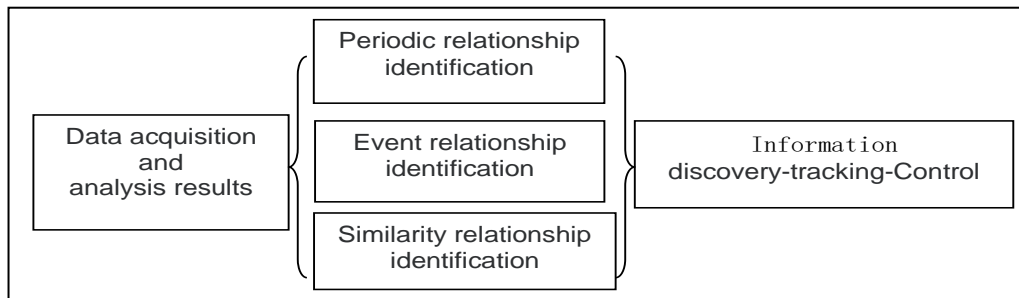 Periodic relationship
identification
Data acquisition
and
analysis results
Event relationship
identification
Similarity relationship
identification
Information
discovery-tracking-Control